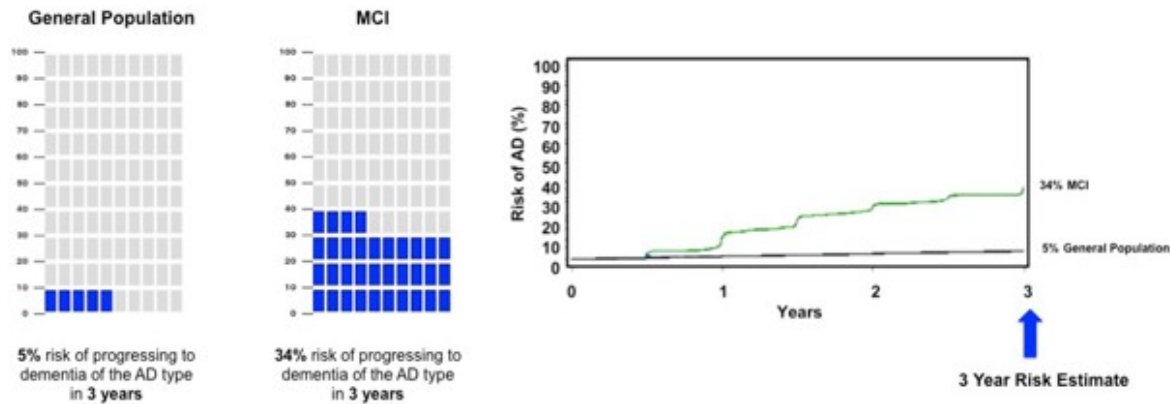 General Population
100
90
80
70
60
50
40
30
20
10
0
5% risk of progressing to
dementia of the AD type
in 3 years
MCI
100
90
80
70
60
50
40
30
20
10
0
34% risk of progressing to
dementia of the AD type
in 3 years
Risk of AD (%)
100
90
80
70
60
50
40
30
20
10
0
34% MCI
5% General Population
0 1 2 3
Years
3 Year Risk Estimate